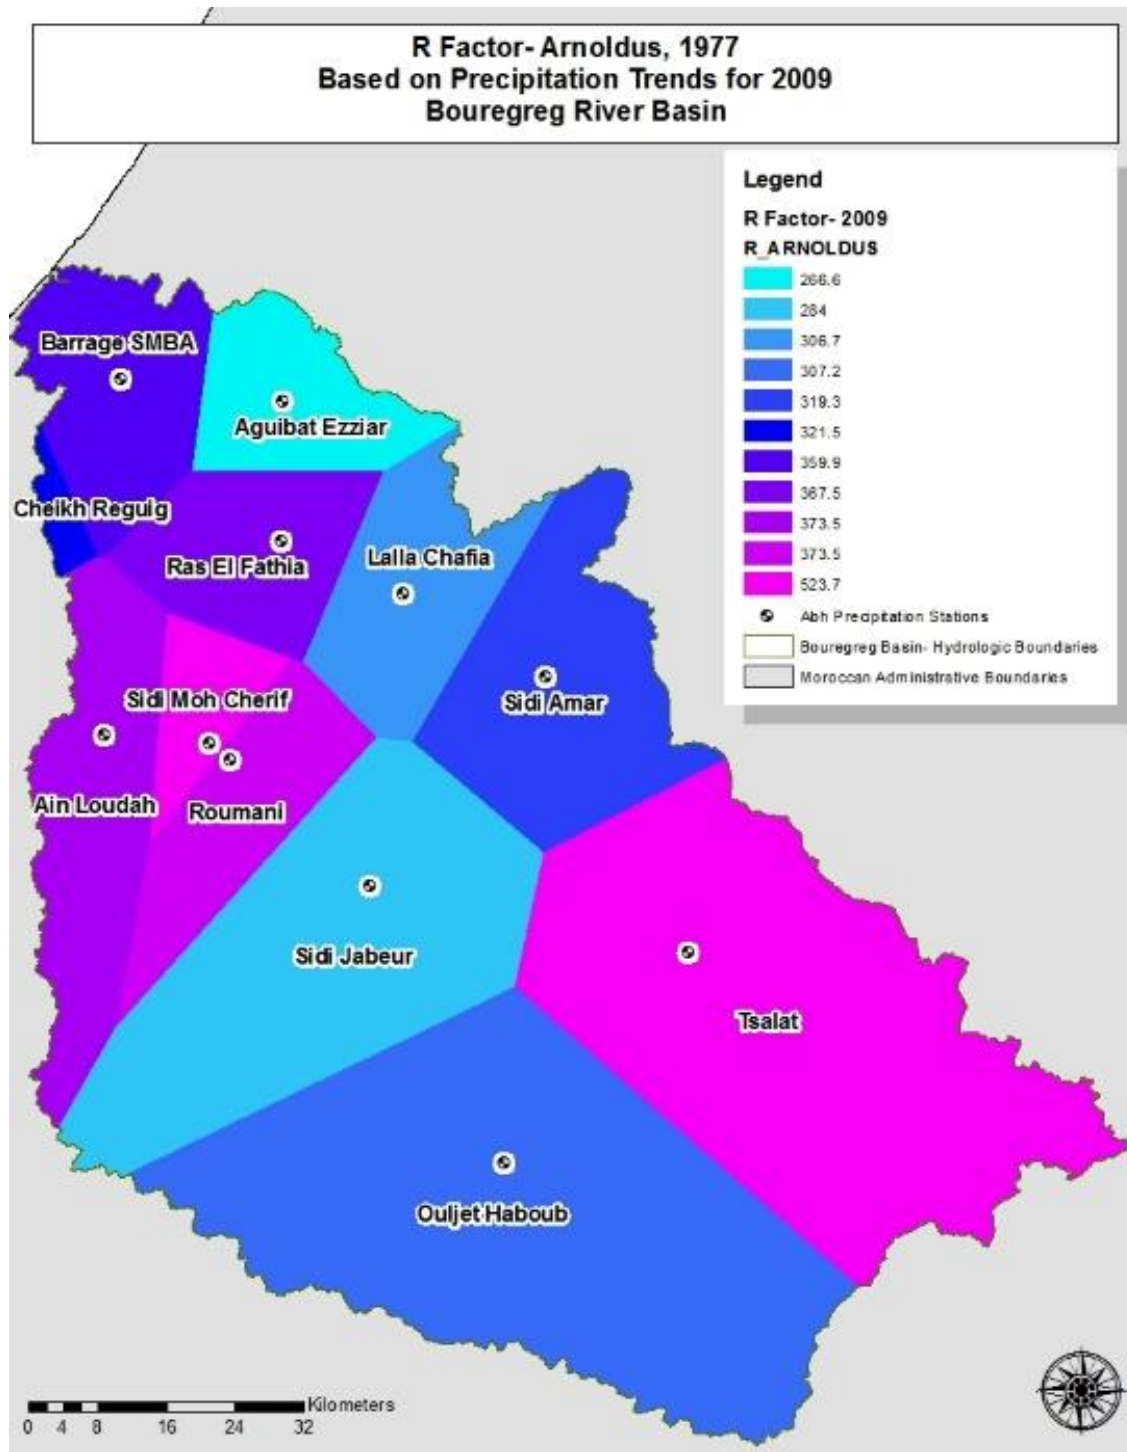 R Factor- Arnoldus, 1977
Based on Precipitation Trends for 2009
Bouregreg River Basin
Legend
R Factor- 2009
R_ARNOLDUS
266.6
284
306.7
307.2
319.3
321.5
359.9
367.5
373.5
373.5
523.7
Abh Precipitation Stations
Bouregreg Basin- Hydrologic Boundaries
Moroccan Administrative Boundaries
Barrage SMBA
Aguibat Ezziar
Cheikh Reguig
Ras El Fathia
Lalla Chafia
Sidi Moh Cherif
Sidi Amar
Ain Loudah
Roumani
Sidi Jabeur
Tsalat
Ouljet Haboub
Kilometers
0 4 8 16 24 32